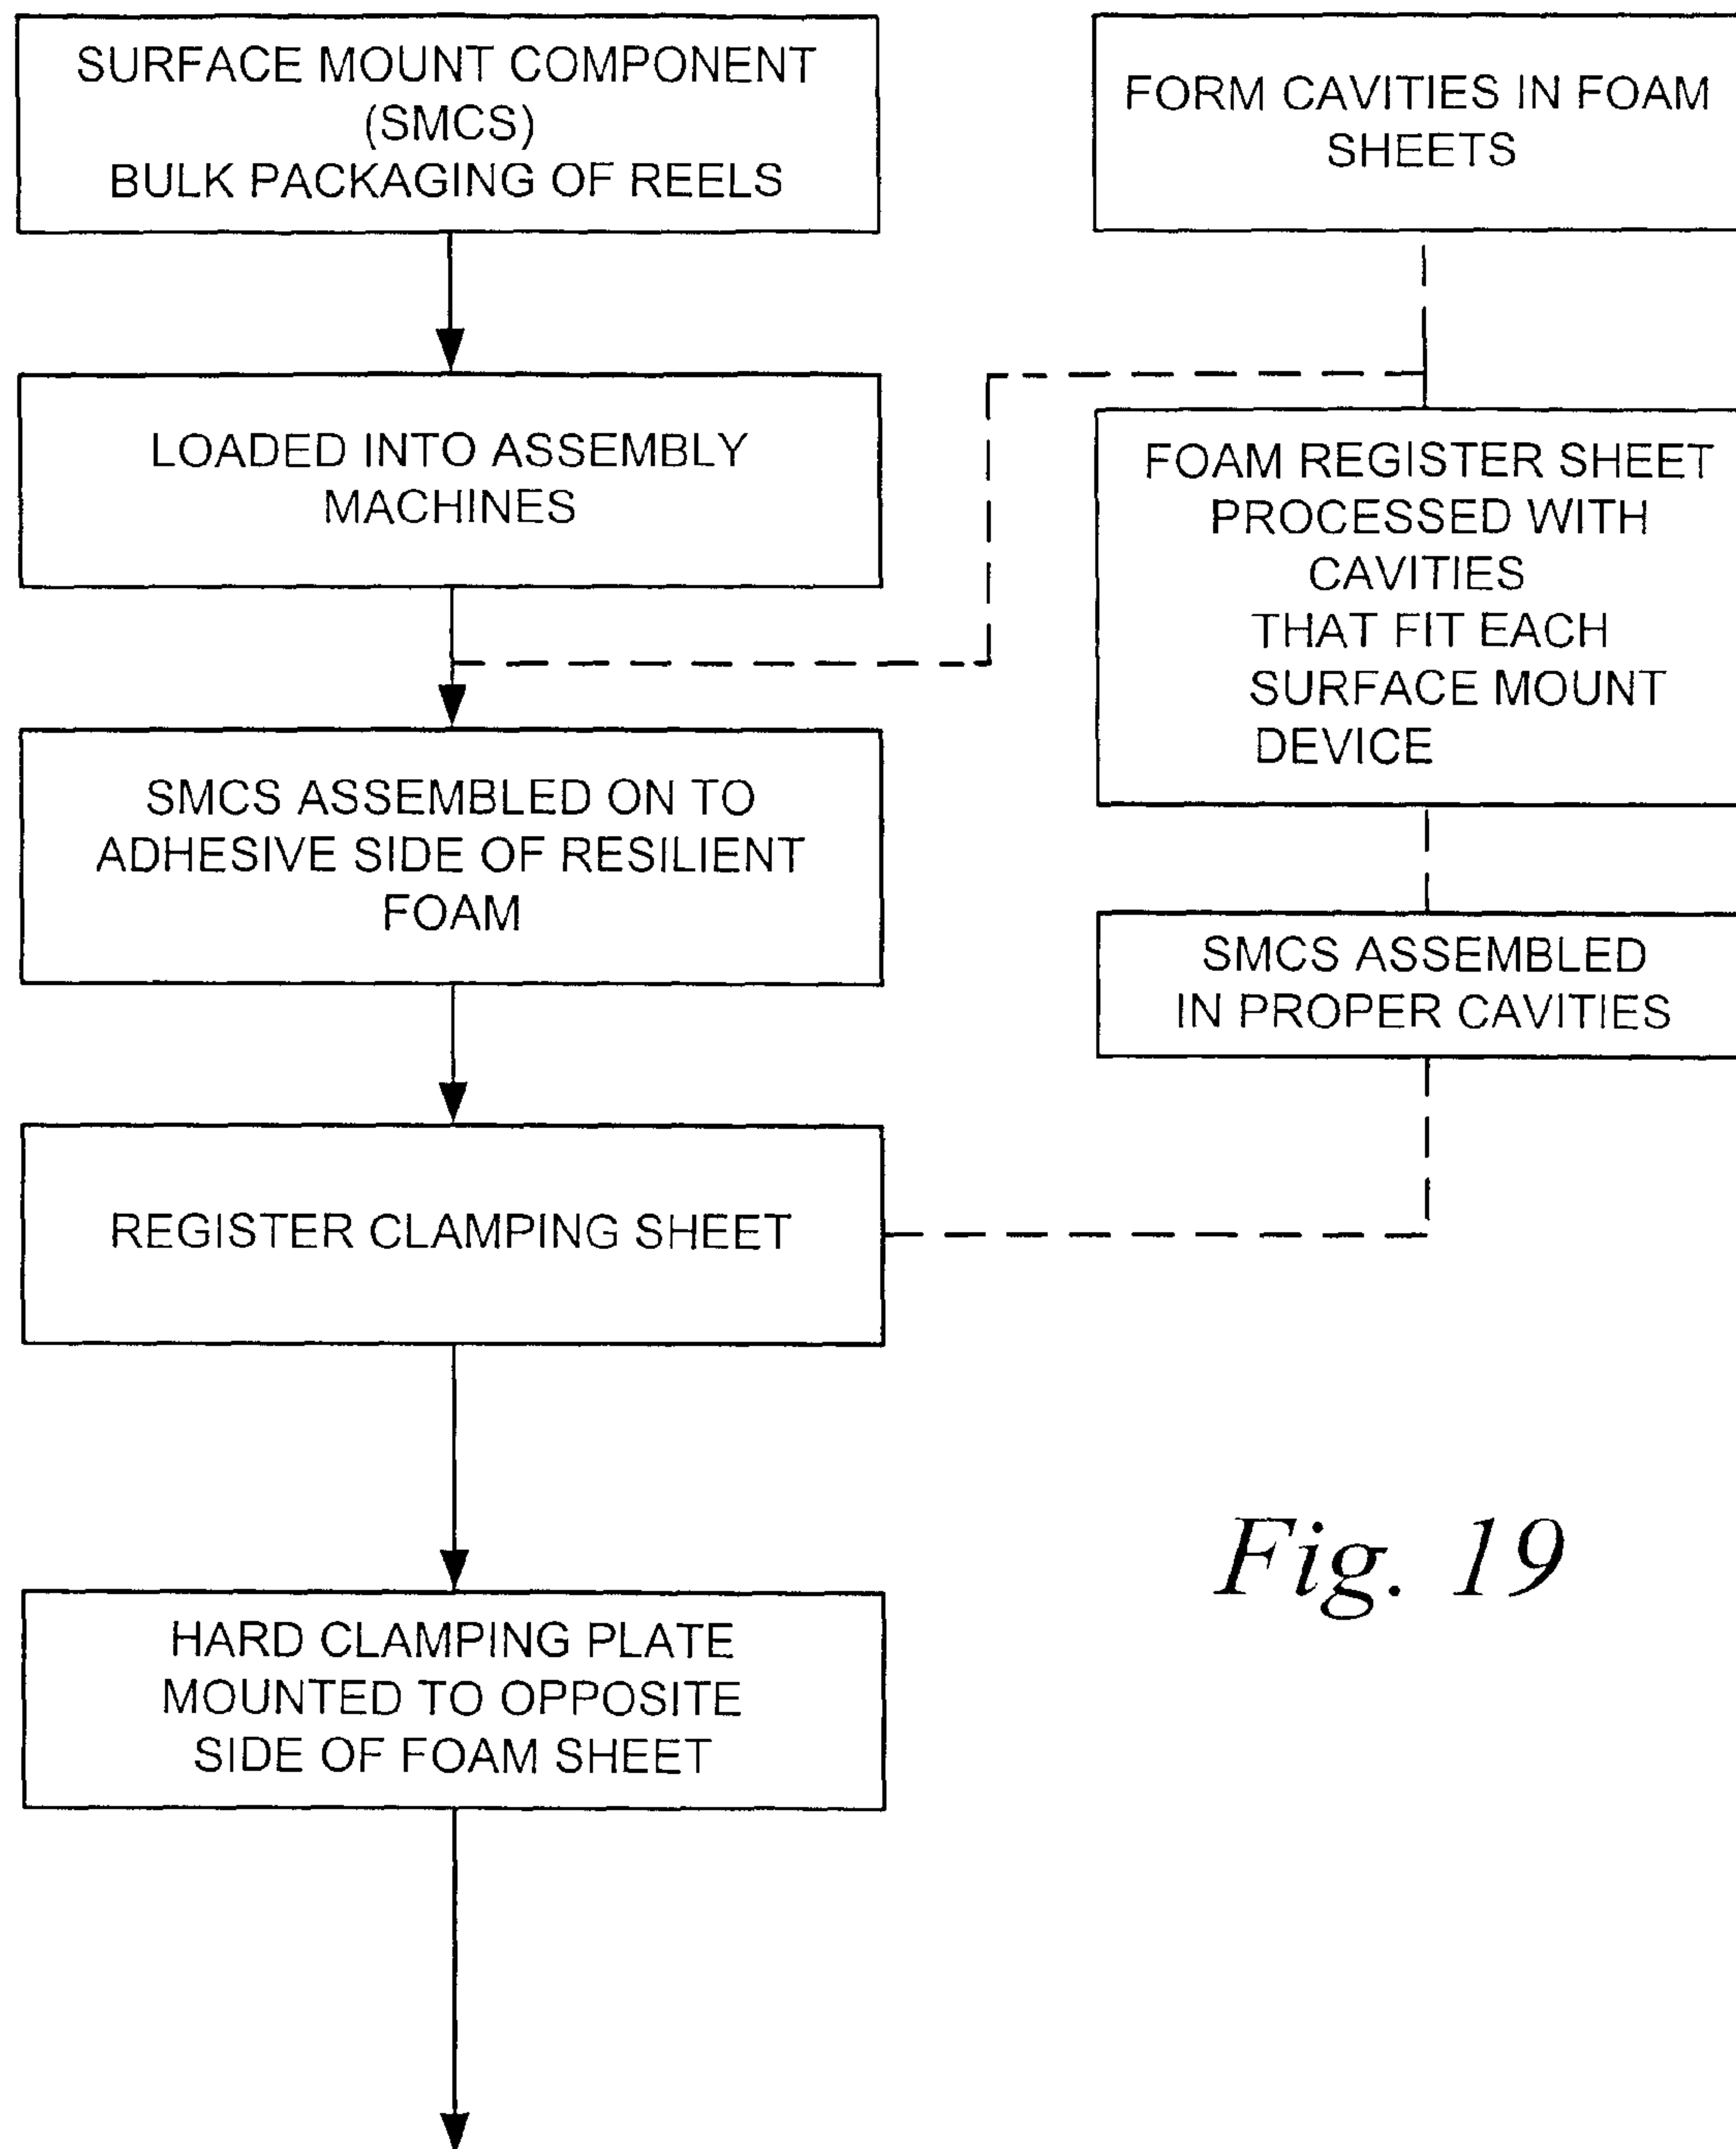 SURFACE MOUNT COMPONENT
(SMCS)
BULK PACKAGING OF REELS
LOADED INTO ASSEMBLY
MACHINES
SMCS ASSEMBLED ON TO
ADHESIVE SIDE OF RESILIENT
FOAM
REGISTER CLAMPING SHEET
HARD CLAMPING PLATE
MOUNTED TO OPPOSITE
SIDE OF FOAM SHEET
FORM CAVITIES IN FOAM
SHEETS
FOAM REGISTER SHEET
PROCESSED WITH
CAVITIES
THAT FIT EACH
SURFACE MOUNT
DEVICE
SMCS ASSEMBLED
IN PROPER CAVITIES
Fig. 19